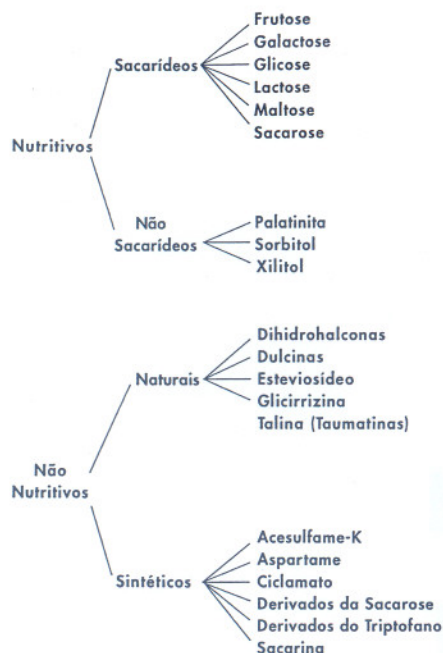 Frutose
Galactose
Sacarídeos
Glicose
Lactose
Maltose
Sacarose
Nutritivos
Não
Sacarídeos
Palatinita
Sorbitol
Xilitol
Dihidrohalconas
Dulcinas
Naturais
Esteviosídeo
Glicirrizina
Talina (Taumatinas)
Não
Nutritivos
Acesulfame-K
Aspartame
Sintéticos
Ciclamato
Derivados da Sacarose
Derivados do Triptofano
Sacarina